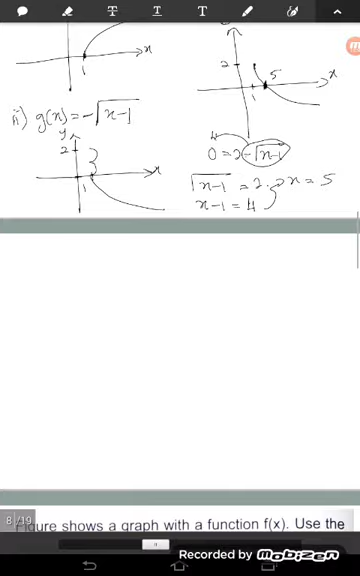 x
1
2
5
x
1
ii) g(x) = -√(x-1)
y
2
x
1
0 = 2 - √(x-1)
√(x-1) = 2
x = 5
x-1 = 4
8 /19
Figure shows a graph with a function f(x). Use the
Recorded by mobizen